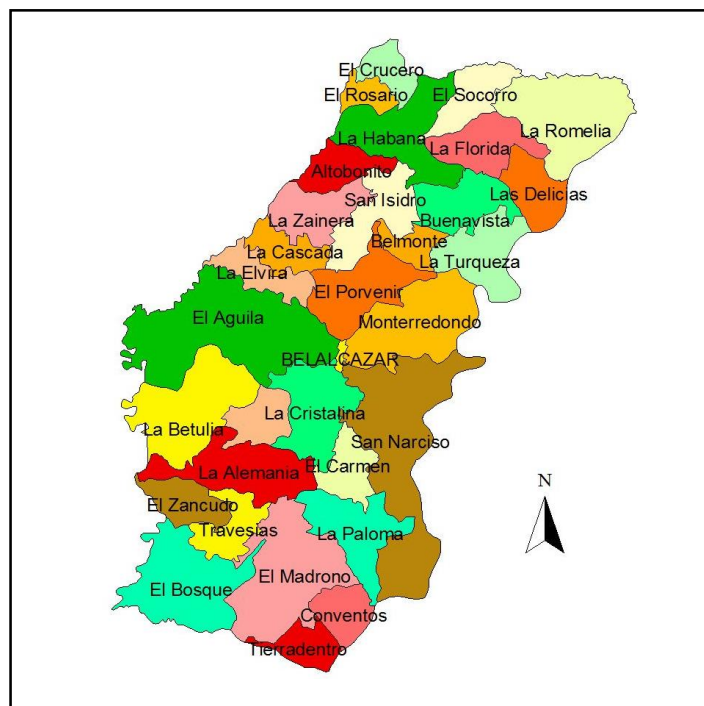 El Crucero
El Rosario
El Socorro
La Romelia
La Habana
La Florida
Altobonito
Las Delicias
San Isidro
La Zainera
Buenavista
Belmonte
La Cascada
La Turqueza
La Elvira
El Porvenir
El Aguila
Monterredondo
BELALCAZAR
La Cristalina
La Betulia
San Narciso
El Carmen
La Alemania
N
El Zancudo
Travesias
La Paloma
El Madrono
El Bosque
Conventos
Tierradentro